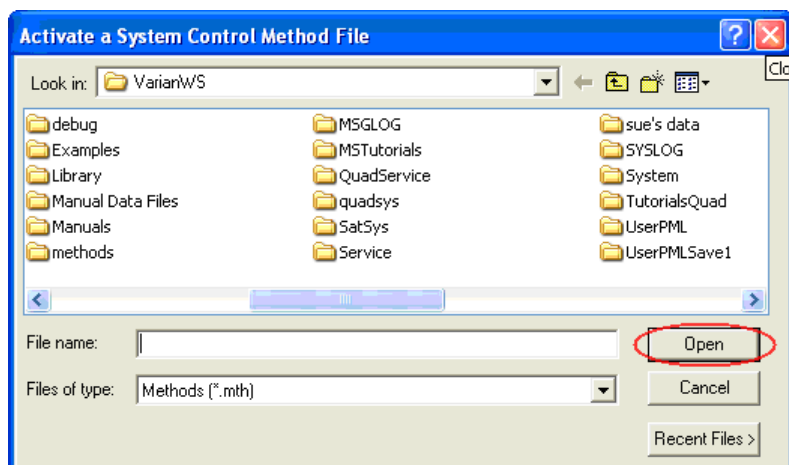 Activate a System Control Method File
Clo
Look in: VarianWS
debug MSGLOG sue's data
Examples MSTutorials SYSLOG
Library QuadService System
Manual Data Files quadsys TutorialsQuad
Manuals SatSys UserPML
methods Service UserPMLSave1
File name: Open
Files of type: Methods (*.mth) Cancel
Recent Files >